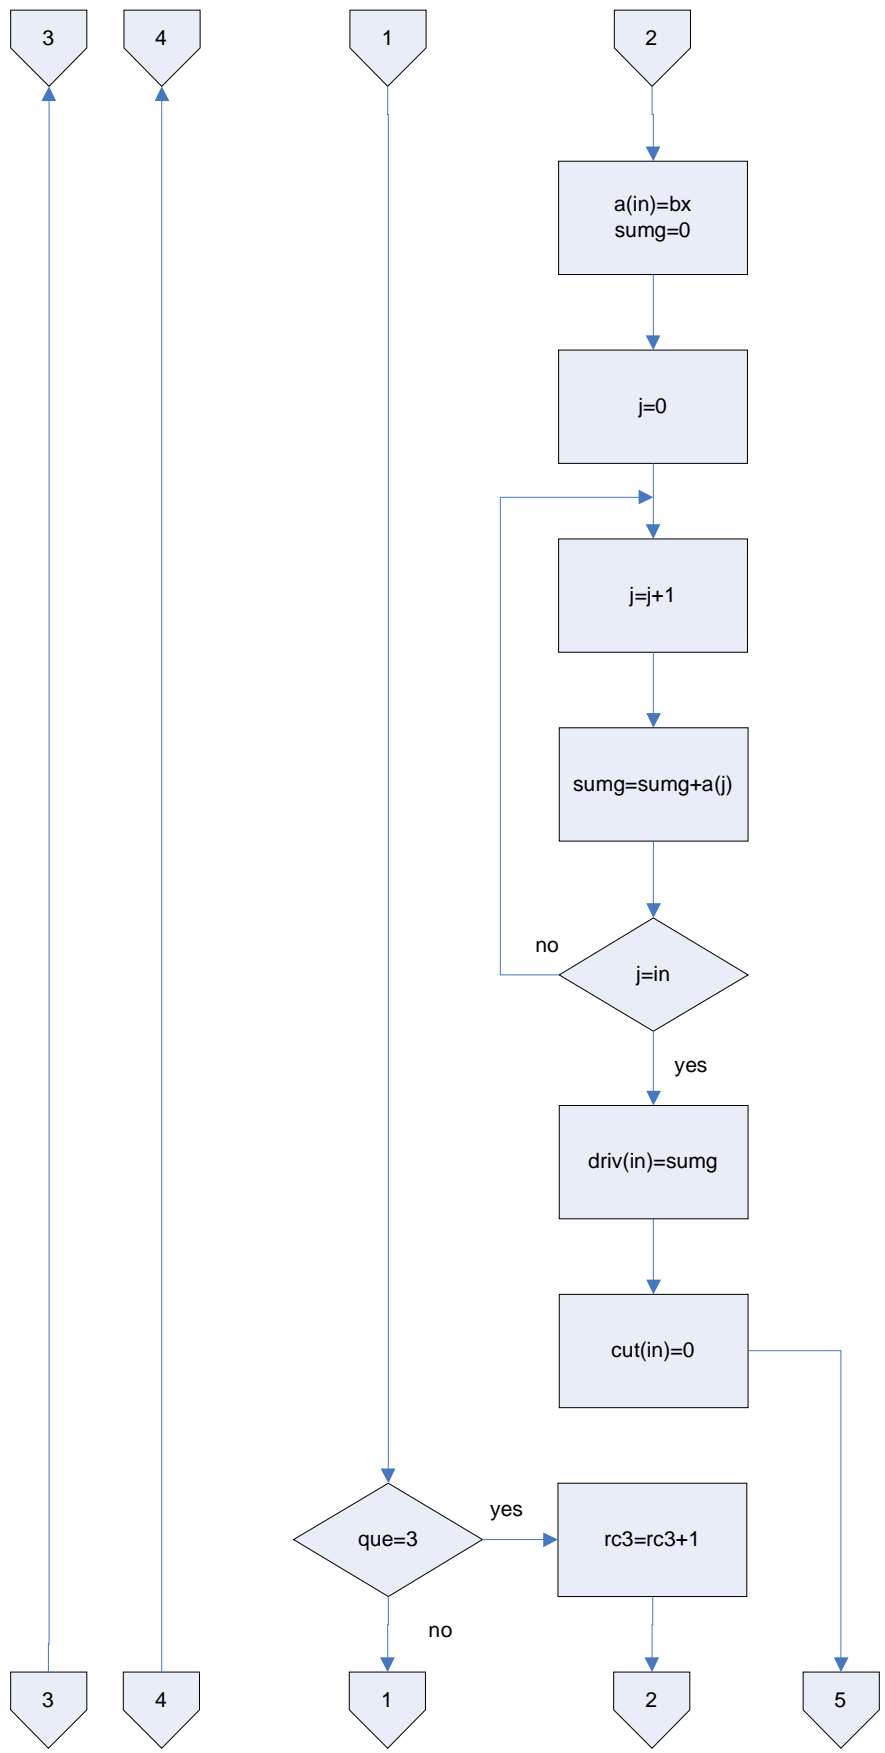 3
4
1
2
a(in)=bx
sumg=0
j=0
j=j+1
sumg=sumg+a(j)
no
j=in
yes
driv(in)=sumg
cut(in)=0
que=3
yes
rc3=rc3+1
no
3
4
1
2
5